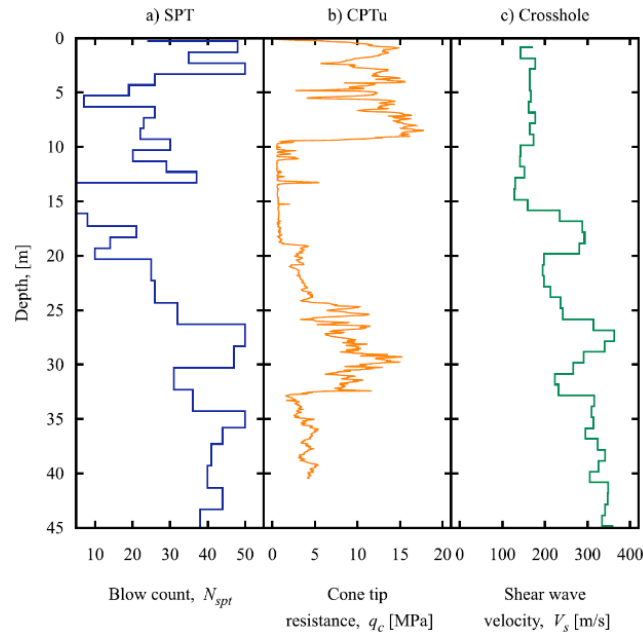 a) SPT
b) CPTu
c) Crosshole
0
5
10
15
20
25
30
35
40
45
Depth, [m]
10 20 30 40 50
0 5 10 15 20
0 100 200 300 400
Blow count, N_spt
Cone tip
resistance, q_c [MPa]
Shear wave
velocity, V_s [m/s]